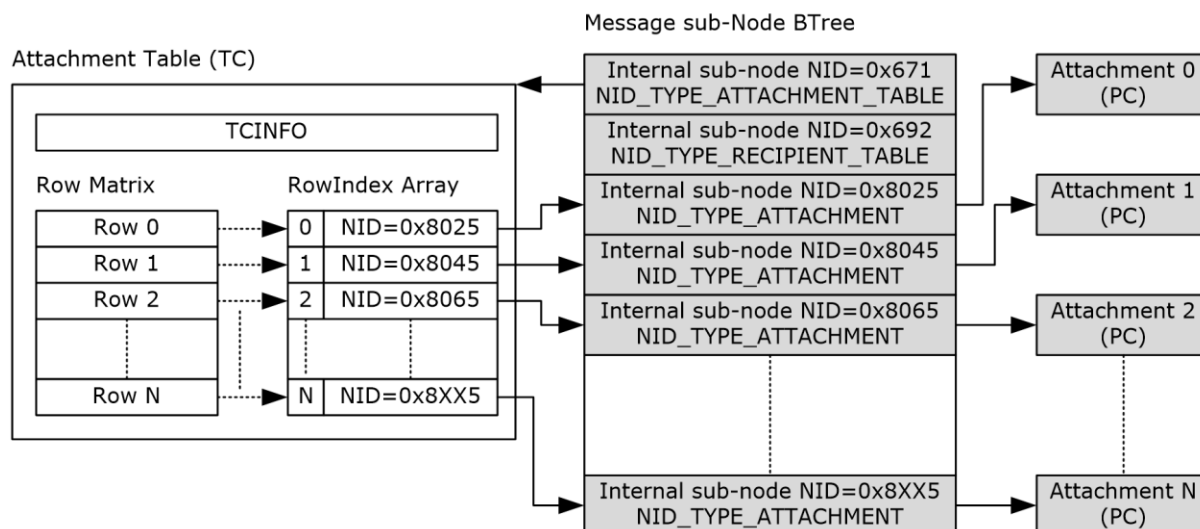 Message sub-Node BTree
Attachment Table (TC)
TCINFO
Row Matrix
RowIndex Array
Row 0
0 NID=0x8025
Row 1
1 NID=0x8045
Row 2
2 NID=0x8065
Row N
N NID=0x8XX5
Internal sub-node NID=0x671
NID_TYPE_ATTACHMENT_TABLE
Internal sub-node NID=0x692
NID_TYPE_RECIPIENT_TABLE
Internal sub-node NID=0x8025
NID_TYPE_ATTACHMENT
Internal sub-node NID=0x8045
NID_TYPE_ATTACHMENT
Internal sub-node NID=0x8065
NID_TYPE_ATTACHMENT
Internal sub-node NID=0x8XX5
NID_TYPE_ATTACHMENT
Attachment 0
(PC)
Attachment 1
(PC)
Attachment 2
(PC)
Attachment N
(PC)